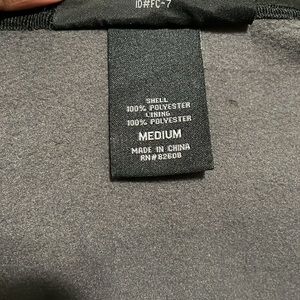 ID#FC-7
SHELL
100% POLYESTER
LINING
100% POLYESTER
MEDIUM
MADE IN CHINA
RN#82608